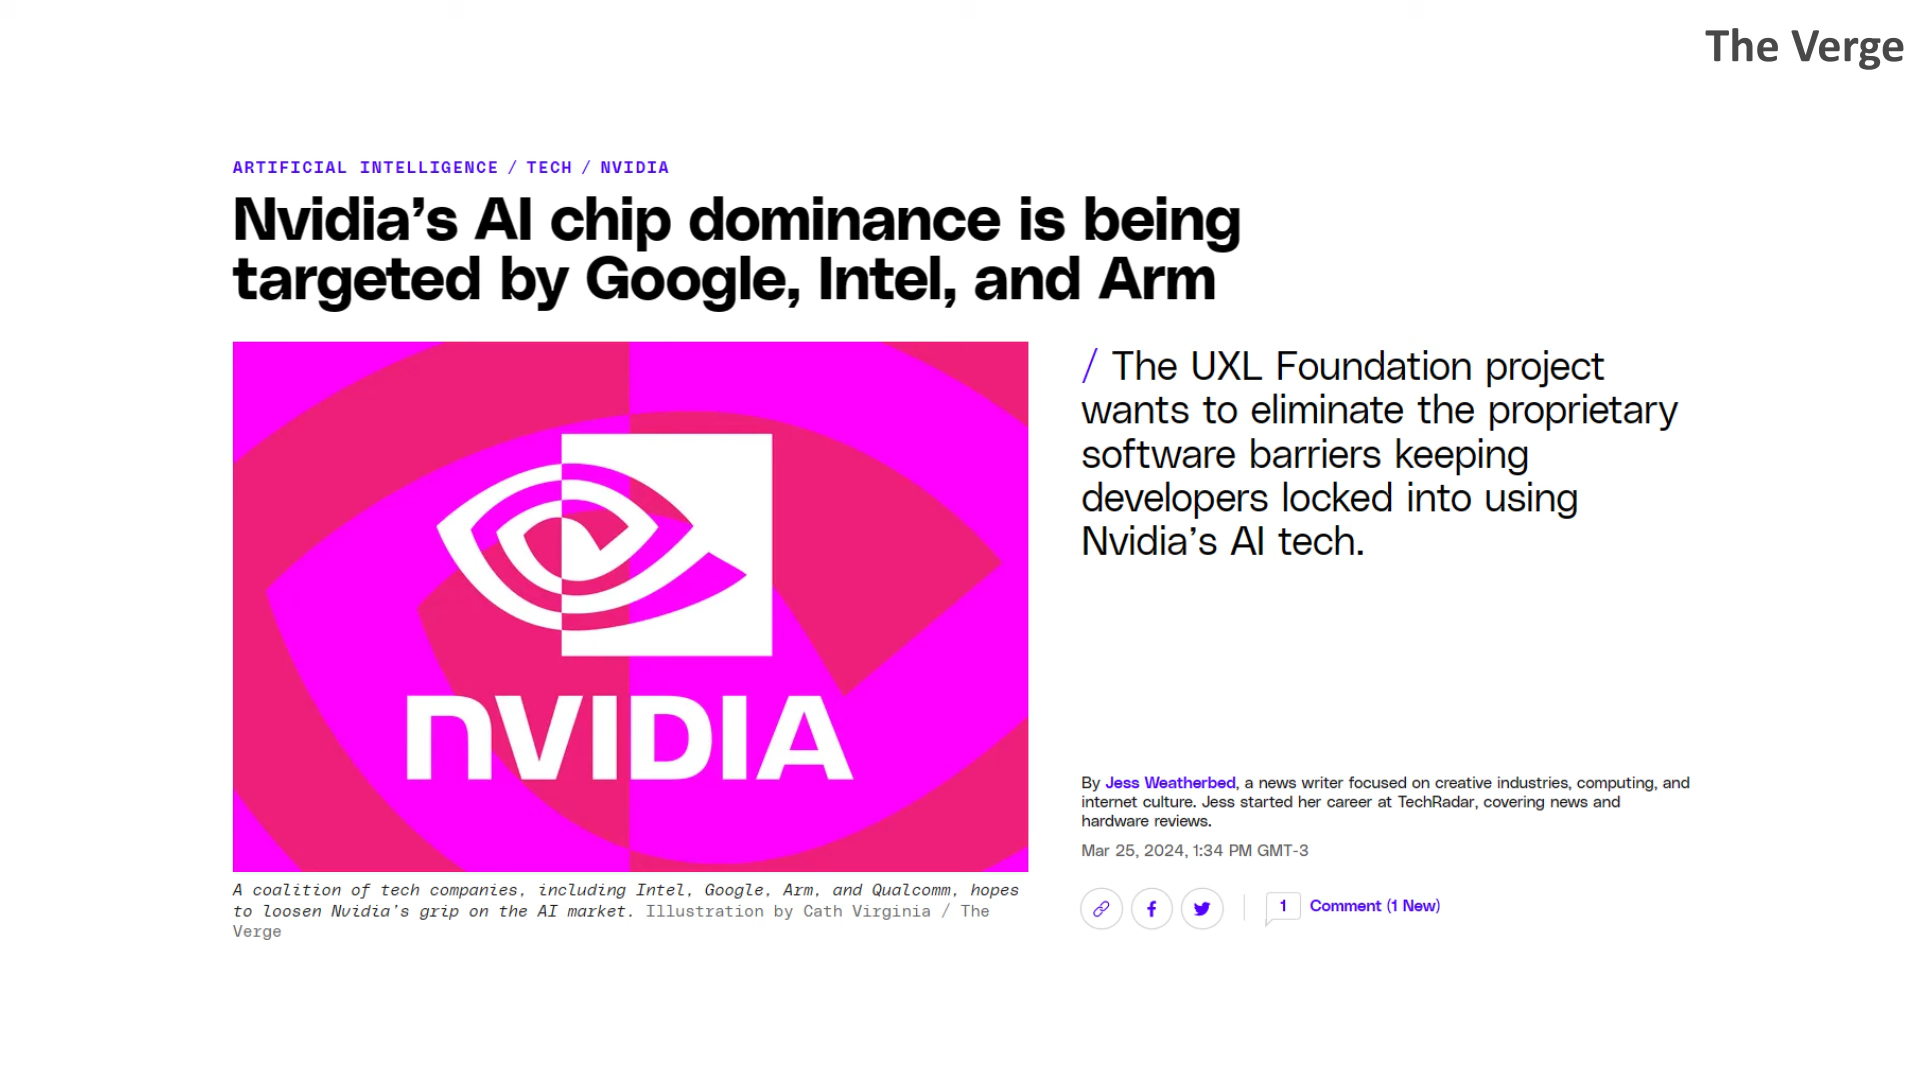 The Verge
ARTIFICIAL INTELLIGENCE / TECH / NVIDIA
Nvidia’s AI chip dominance is being
targeted by Google, Intel, and Arm
/ The UXL Foundation project
wants to eliminate the proprietary
software barriers keeping
developers locked into using
Nvidia’s AI tech.
NVIDIA
By Jess Weatherbed, a news writer focused on creative industries, computing, and
internet culture. Jess started her career at TechRadar, covering news and
hardware reviews.
Mar 25, 2024, 1:34 PM GMT-3
1 Comment (1 New)
A coalition of tech companies, including Intel, Google, Arm, and Qualcomm, hopes
to loosen Nvidia’s grip on the AI market. Illustration by Cath Virginia / The
Verge